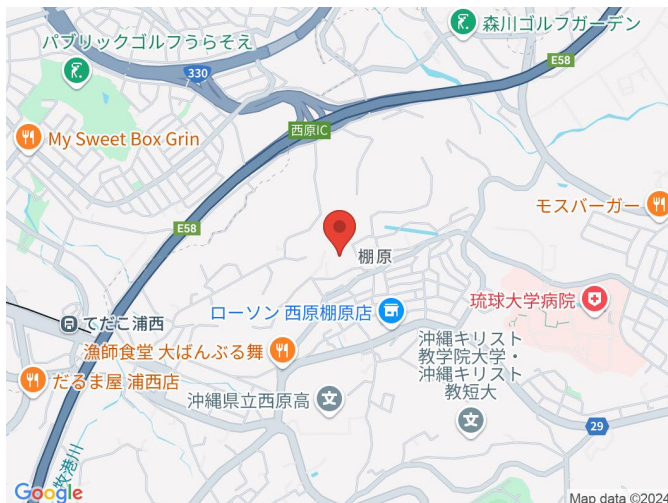 森川ゴルフガーデン
パブリックゴルフうらそえ
E58
330
My Sweet Box Grin
西原IC
モスバーガー
E58
棚原
琉球大学病院
ローソン 西原棚原店
てだこ浦西
沖縄キリスト
教学院大学・
沖縄キリスト
教短大
漁師食堂 大ばんぶる舞
だるま屋 浦西店
沖縄県立西原高
29
牧港川
Google
Map data ©2024